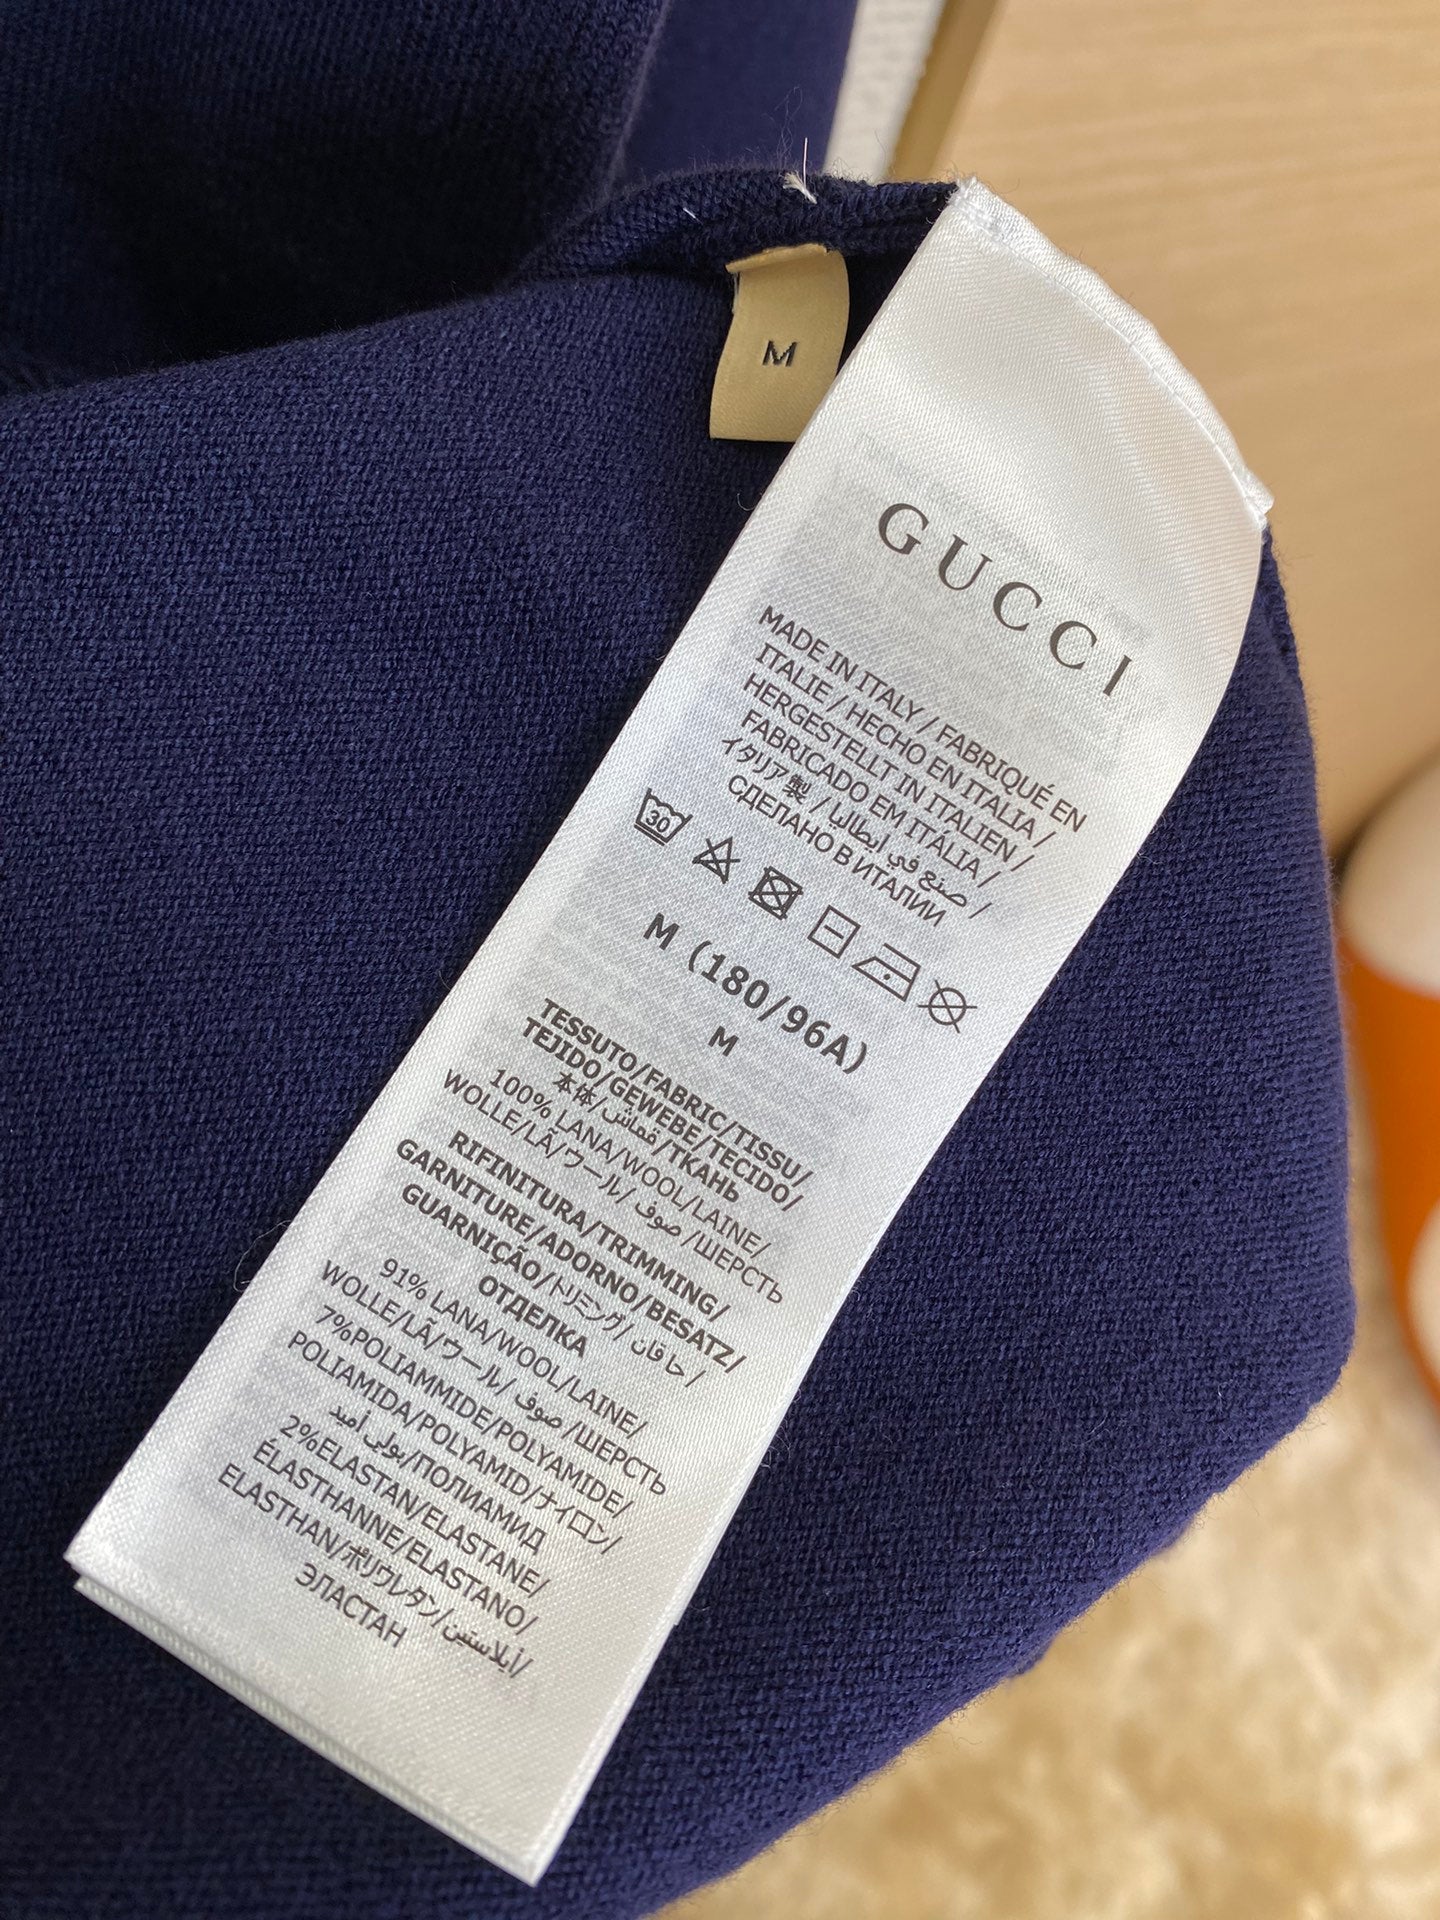 M
GUCCI
MADE IN ITALY / FABRIQUÉ EN
ITALIE / HECHO EN ITALIA /
HERGESTELLT IN ITALIEN /
FABRICADO EM ITÁLIA /
イタリア製 / صنع في ايطاليا /
СДЕЛАНО В ИТАЛИИ
30
M (180/96A)
M
TESSUTO/FABRIC/TISSU/
TEJIDO/GEWEBE/TECIDO/
本体/قماش/ТКАНЬ
100% LANA/WOOL/LAINE/
WOLLE/LÃ/ウール/ صوف /ШЕРСТЬ
RIFINITURA/TRIMMING/
GARNITURE/ADORNO/BESATZ/
GUARNIÇÃO/トリミング/ حافان /
ОТДЕЛКА
91% LANA/WOOL/LAINE/
WOLLE/LÃ/ウール/ صوف /ШЕРСТЬ
7%POLIAMMIDE/POLYAMIDE/
POLIAMIDA/POLYAMID/ナイロン/
بولي أميد/ПОЛИАМИД
2%ELASTAN/ELASTANE/
ÉLASTHANNE/ELASTANO/
ELASTHAN/ポリウレタン/إيلاستين/
ЭЛАСТАН